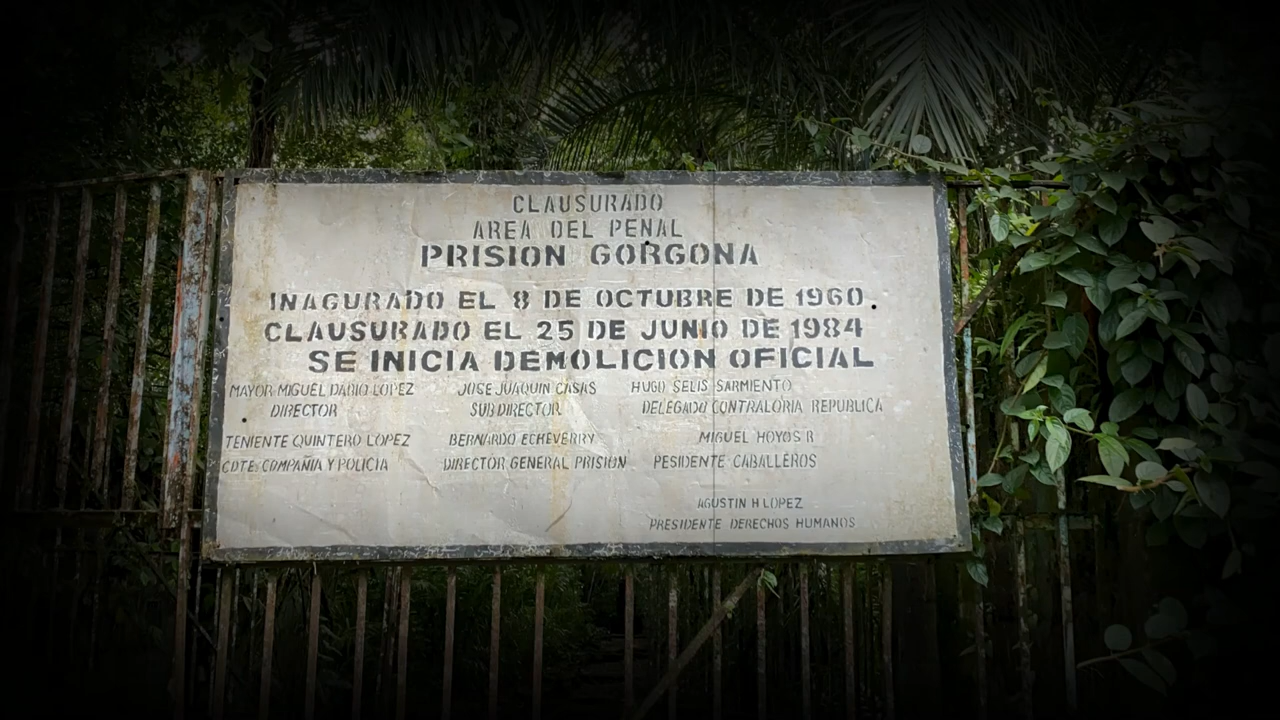 CLAUSURADO
AREA DEL PENAL
PRISION GORGONA
INAGURADO EL 8 DE OCTUBRE DE 1960.
CLAUSURADO EL 25 DE JUNIO DE 1984
SE INICIA DEMOLICION OFICIAL
MAYOR MIGUEL DARIO LOPEZ JOSE JUAQUIN CASAS HUGO SELIS SARMIENTO
DIRECTOR SUB DIRECTOR DELEGADO CONTRALORIA REPUBLICA
TENIENTE QUINTERO LOPEZ BERNARDO ECHEVERRY MIGUEL HOYOS R
CDTE. COMPAÑIA Y POLICIA DIRECTOR GENERAL PRISION PESIDENTE CABALLEROS
AGUSTIN H LOPEZ
PRESIDENTE DERECHOS HUMANOS